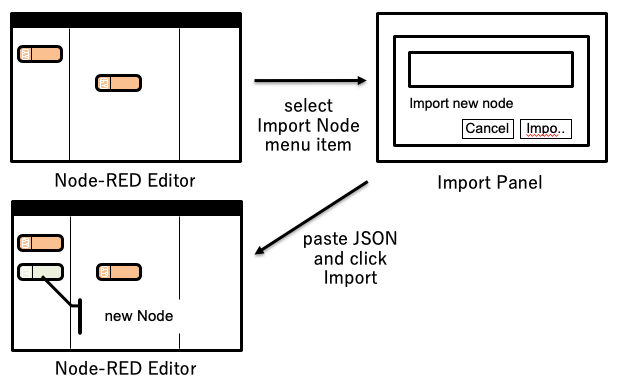 select
Import Node
menu item
Import new node
Cancel
Impo..
Node-RED Editor
Import Panel
paste JSON
and click
Import
new Node
Node-RED Editor